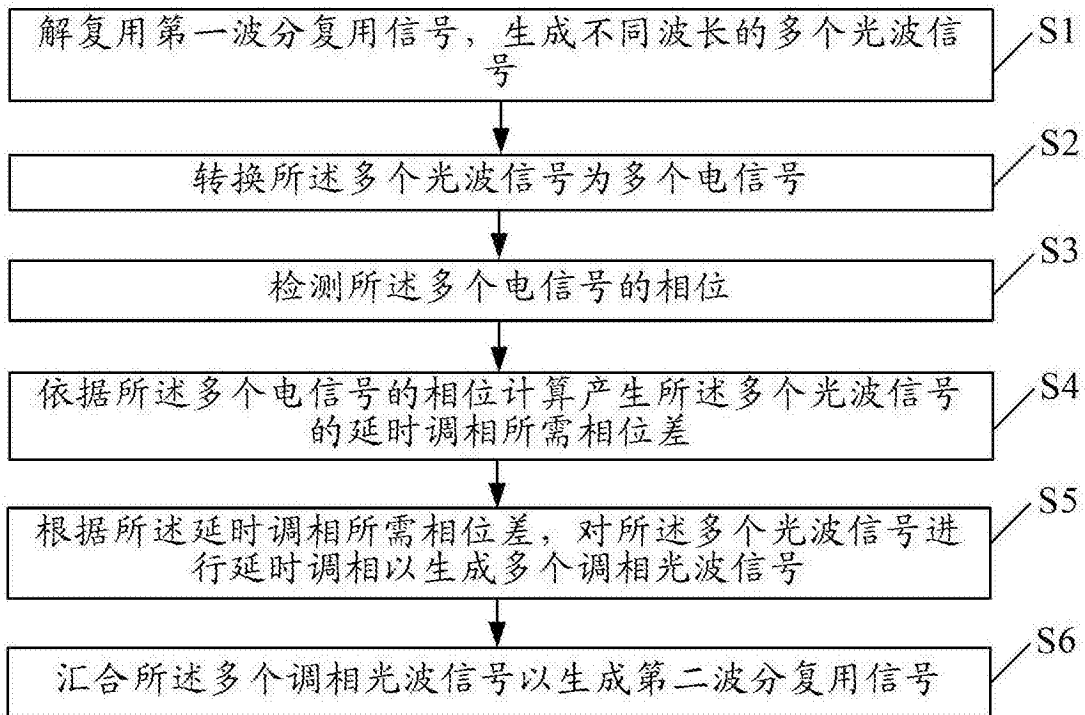 解复用第一波分复用信号，生成不同波长的多个光波信
号
S1
转换所述多个光波信号为多个电信号
S2
检测所述多个电信号的相位
S3
依据所述多个电信号的相位计算产生所述多个光波信号
的延时调相所需相位差
S4
根据所述延时调相所需相位差，对所述多个光波信号进
行延时调相以生成多个调相光波信号
S5
汇合所述多个调相光波信号以生成第二波分复用信号
S6